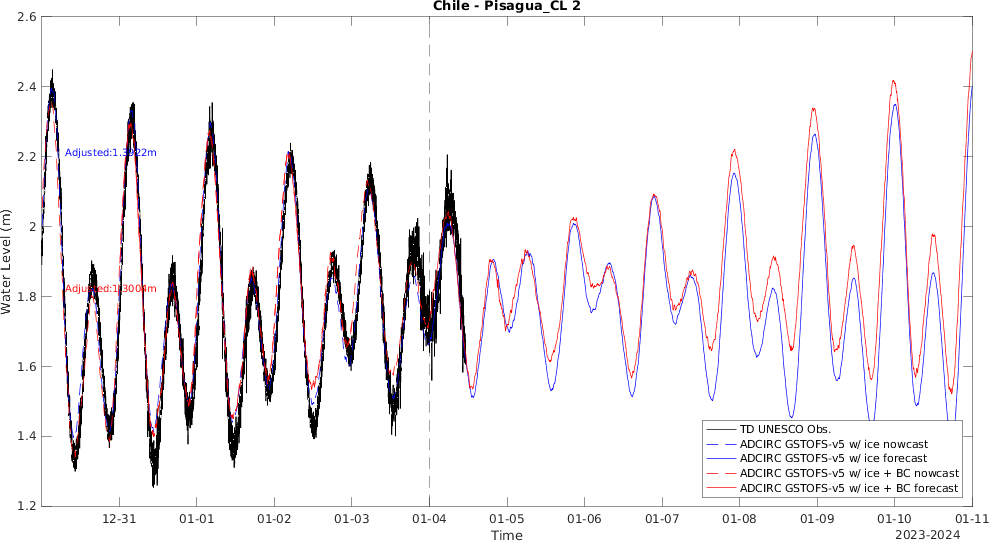 Chile - Pisagua_CL 2
2.6
2.4
2.2
2
1.8
1.6
1.4
1.2
Water Level (m)
Adjusted:1.3922m
Adjusted:1.3004m
TD UNESCO Obs.
ADCIRC GSTOFS-v5 w/ ice nowcast
ADCIRC GSTOFS-v5 w/ ice forecast
ADCIRC GSTOFS-v5 w/ ice + BC nowcast
ADCIRC GSTOFS-v5 w/ ice + BC forecast
12-31 01-01 01-02 01-03 01-04 01-05 01-06 01-07 01-08 01-09 01-10 01-11
Time
2023-2024